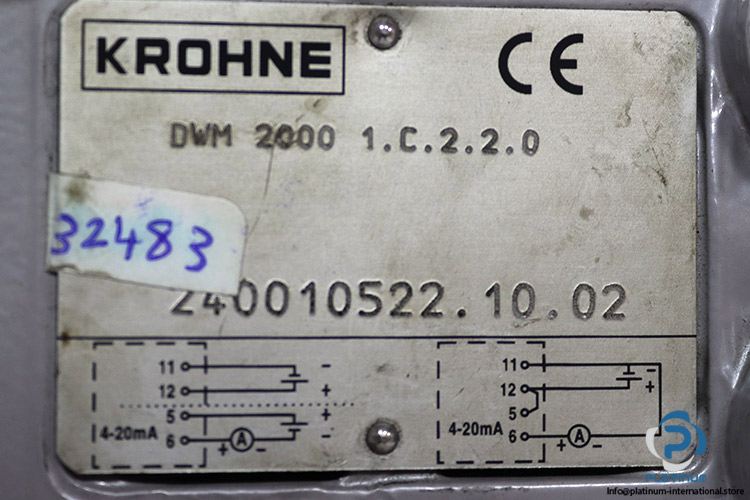 KROHNE CE
DWM 2000 1.C.2.2.0
32483
240010522.10.02
11 -
12 +
5 +
4-20mA 6 + A - -
11 -
12 +
5
4-20mA 6 + A -
P
PLATINUM
Info@platinum-international.store